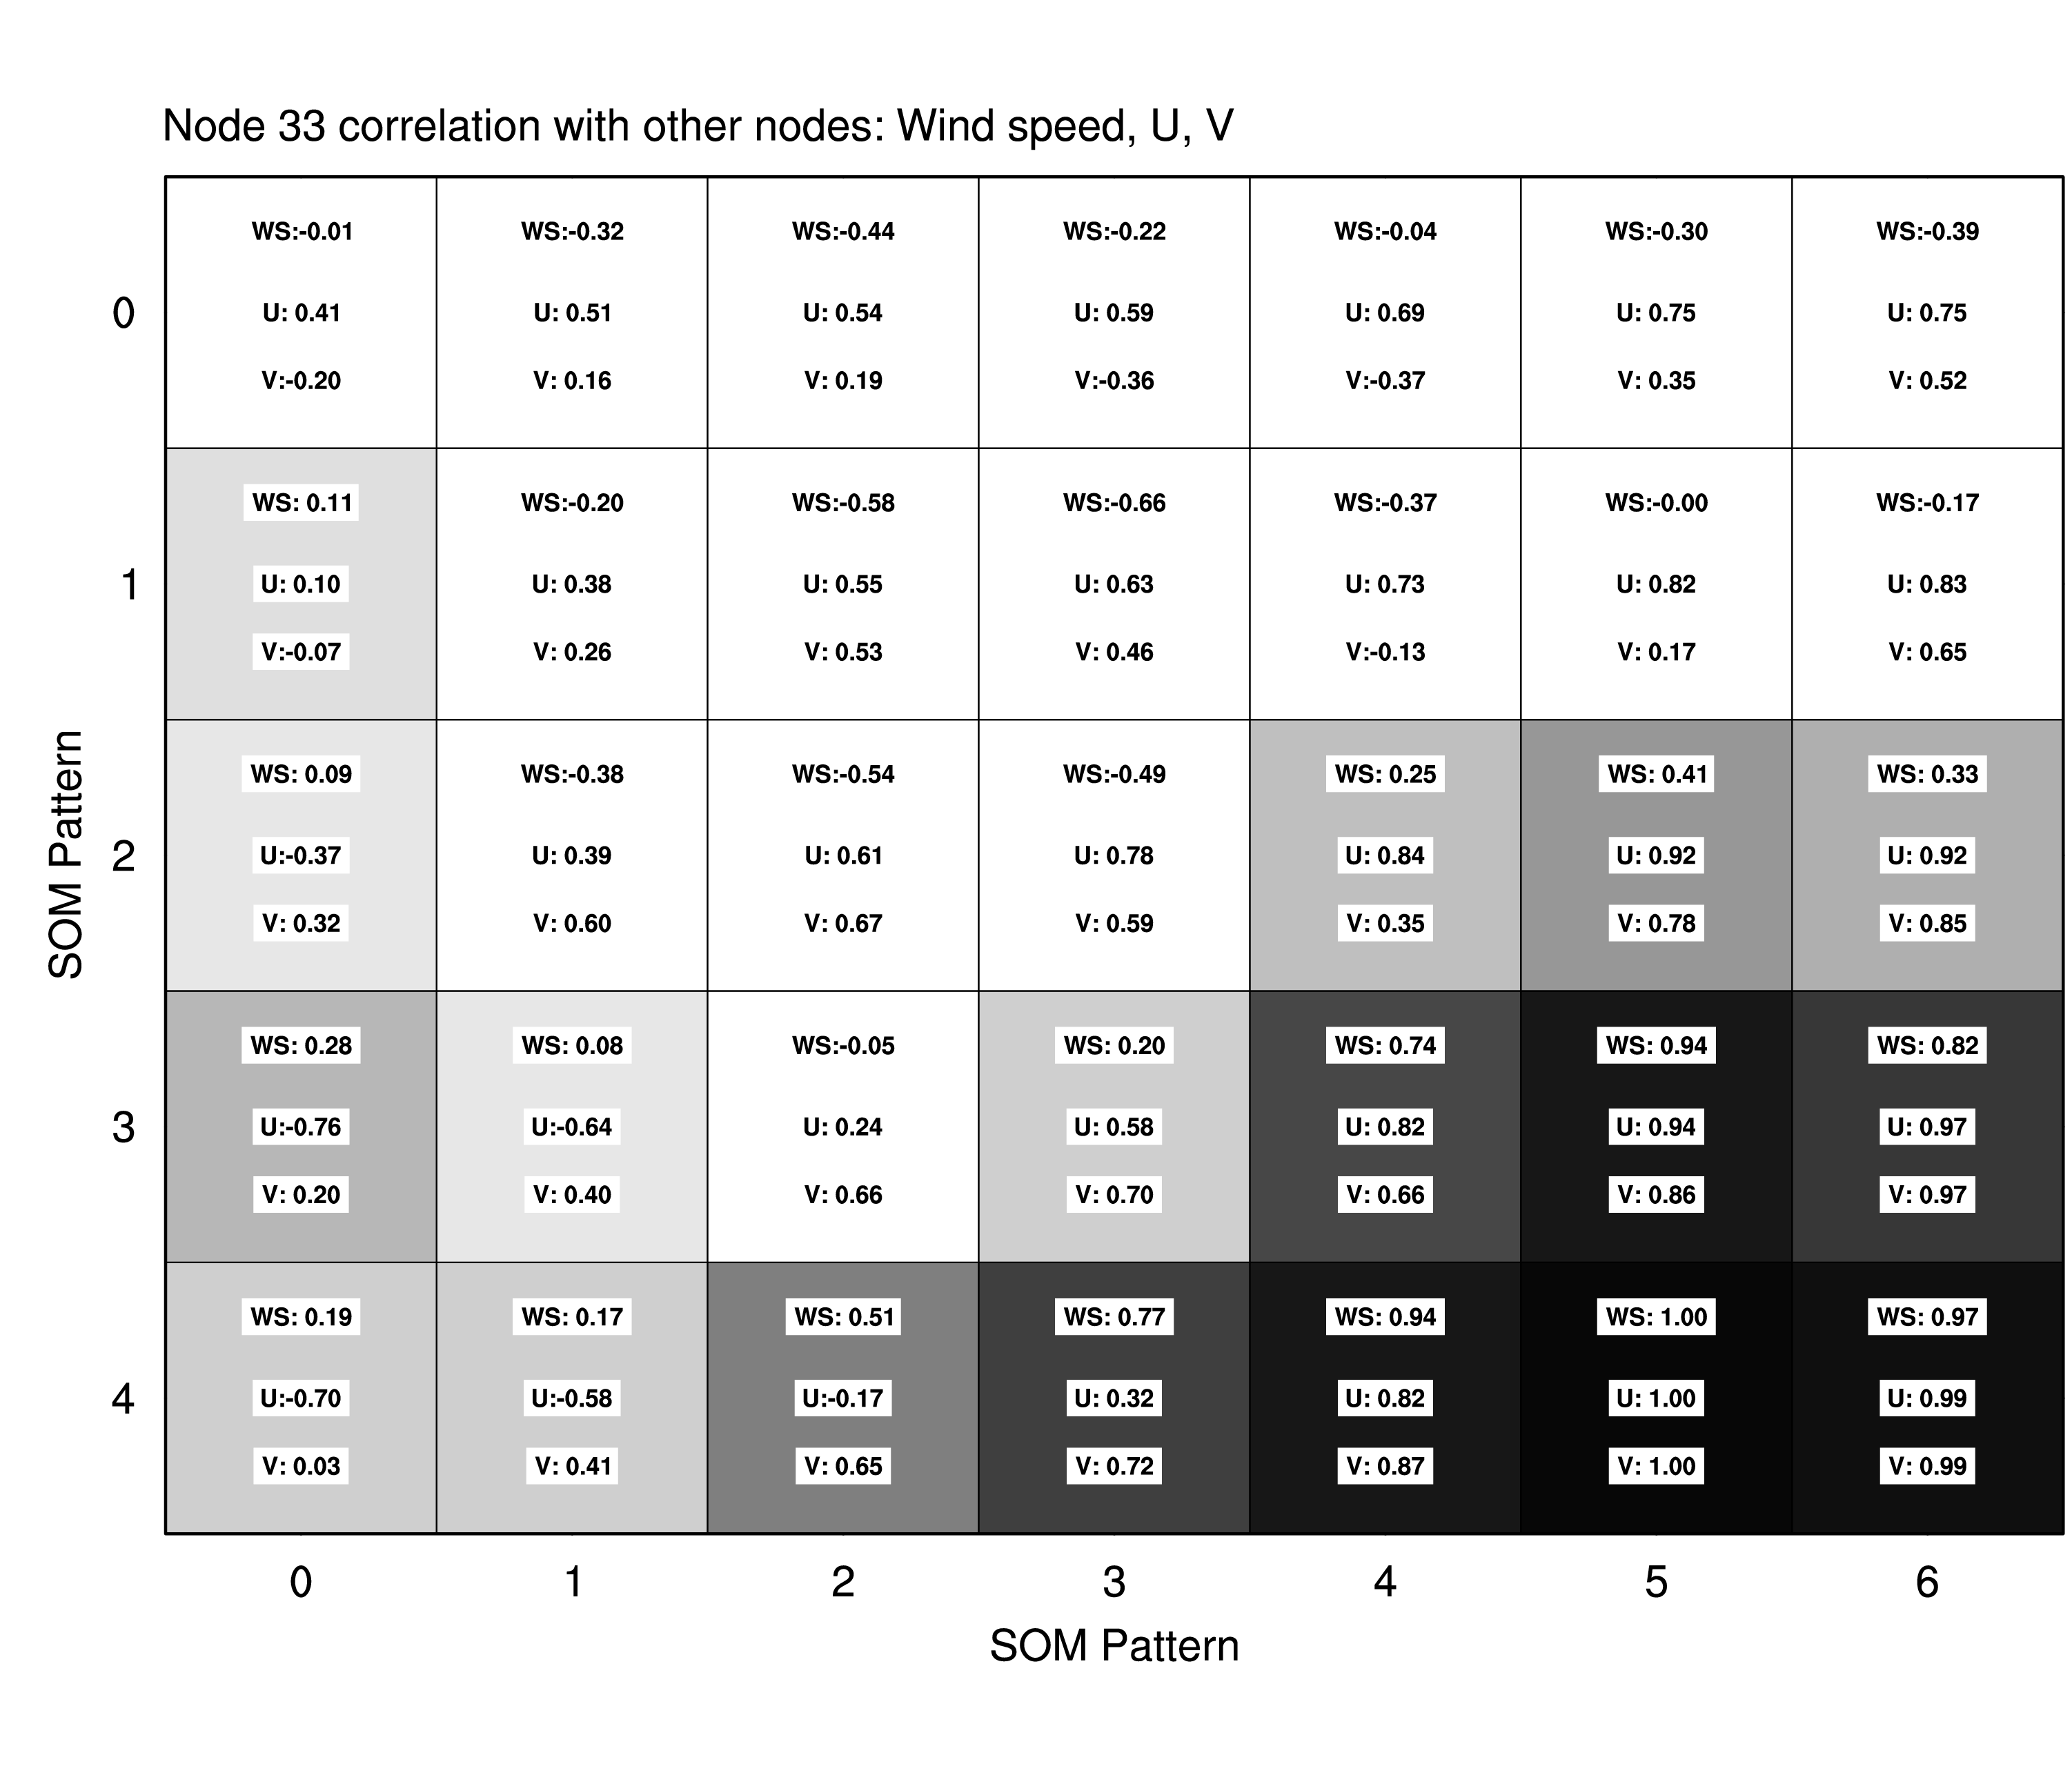 Node 33 correlation with other nodes: Wind speed, U, V
WS:-0.01 WS:-0.32 WS:-0.44 WS:-0.22 WS:-0.04 WS:-0.30 WS:-0.39
0 U: 0.41 U: 0.51 U: 0.54 U: 0.59 U: 0.69 U: 0.75 U: 0.75
V:-0.20 V: 0.16 V: 0.19 V:-0.36 V:-0.37 V: 0.35 V: 0.52
WS: 0.11 WS:-0.20 WS:-0.58 WS:-0.66 WS:-0.37 WS:-0.00 WS:-0.17
1 U: 0.10 U: 0.38 U: 0.55 U: 0.63 U: 0.73 U: 0.82 U: 0.83
V:-0.07 V: 0.26 V: 0.53 V: 0.46 V:-0.13 V: 0.17 V: 0.65
SOM Pattern
WS: 0.09 WS:-0.38 WS:-0.54 WS:-0.49 WS: 0.25 WS: 0.41 WS: 0.33
2 U:-0.37 U: 0.39 U: 0.61 U: 0.78 U: 0.84 U: 0.92 U: 0.92
V: 0.32 V: 0.60 V: 0.67 V: 0.59 V: 0.35 V: 0.78 V: 0.85
WS: 0.28 WS: 0.08 WS:-0.05 WS: 0.20 WS: 0.74 WS: 0.94 WS: 0.82
3 U:-0.76 U:-0.64 U: 0.24 U: 0.58 U: 0.82 U: 0.94 U: 0.97
V: 0.20 V: 0.40 V: 0.66 V: 0.70 V: 0.66 V: 0.86 V: 0.97
WS: 0.19 WS: 0.17 WS: 0.51 WS: 0.77 WS: 0.94 WS: 1.00 WS: 0.97
4 U:-0.70 U:-0.58 U:-0.17 U: 0.32 U: 0.82 U: 1.00 U: 0.99
V: 0.03 V: 0.41 V: 0.65 V: 0.72 V: 0.87 V: 1.00 V: 0.99
0 1 2 3 4 5 6
SOM Pattern